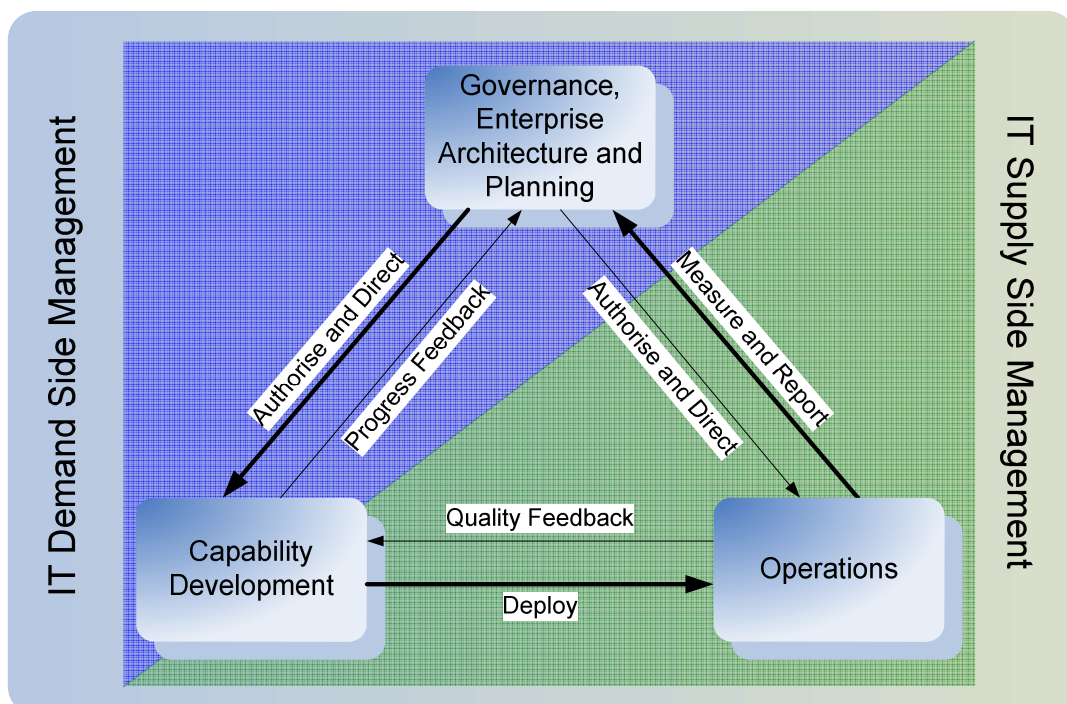 IT Demand Side Management
Governance,
Enterprise
Architecture and
Planning
IT Supply Side Management
Authorise and Direct
Progress Feedback
Authorise and Direct
Measure and Report
Capability
Development
Quality Feedback
Deploy
Operations